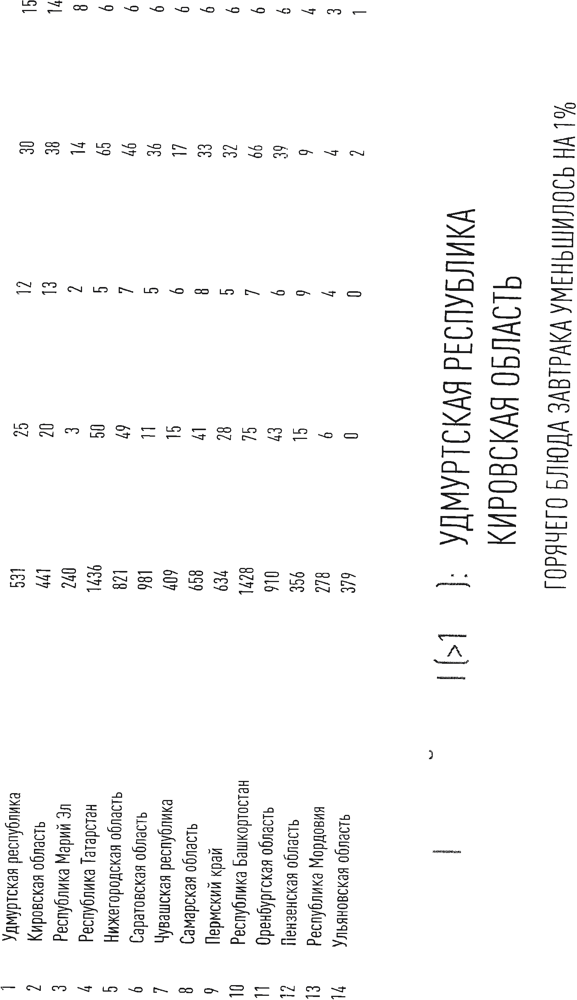 1 Удмуртская республика 531 25 12 30 15
2 Кировская область 441 20 13 38 14
3 Республика Марий Эл 240 3 2 14 8
4 Республика Татарстан 1436 50 5 65 6
5 Нижегородская область 821 49 7 46 6
6 Саратовская область 981 11 5 36 6
7 Чувашская республика 409 15 6 17 6
8 Самарская область 658 41 8 33 6
9 Пермский край 634 28 5 32 6
10 Республика Башкортостан 1428 75 7 66 6
11 Оренбургская область 910 43 6 39 6
12 Пензенская область 356 15 9 9 4
13 Республика Мордовия 278 6 4 4 3
14 Ульяновская область 379 0 0 2 1
(>1 ): УДМУРТСКАЯ РЕСПУБЛИКА
КИРОВСКАЯ ОБЛАСТЬ
ГОРЯЧЕГО БЛЮДА ЗАВТРАКА УМЕНЬШИЛОСЬ НА 1%